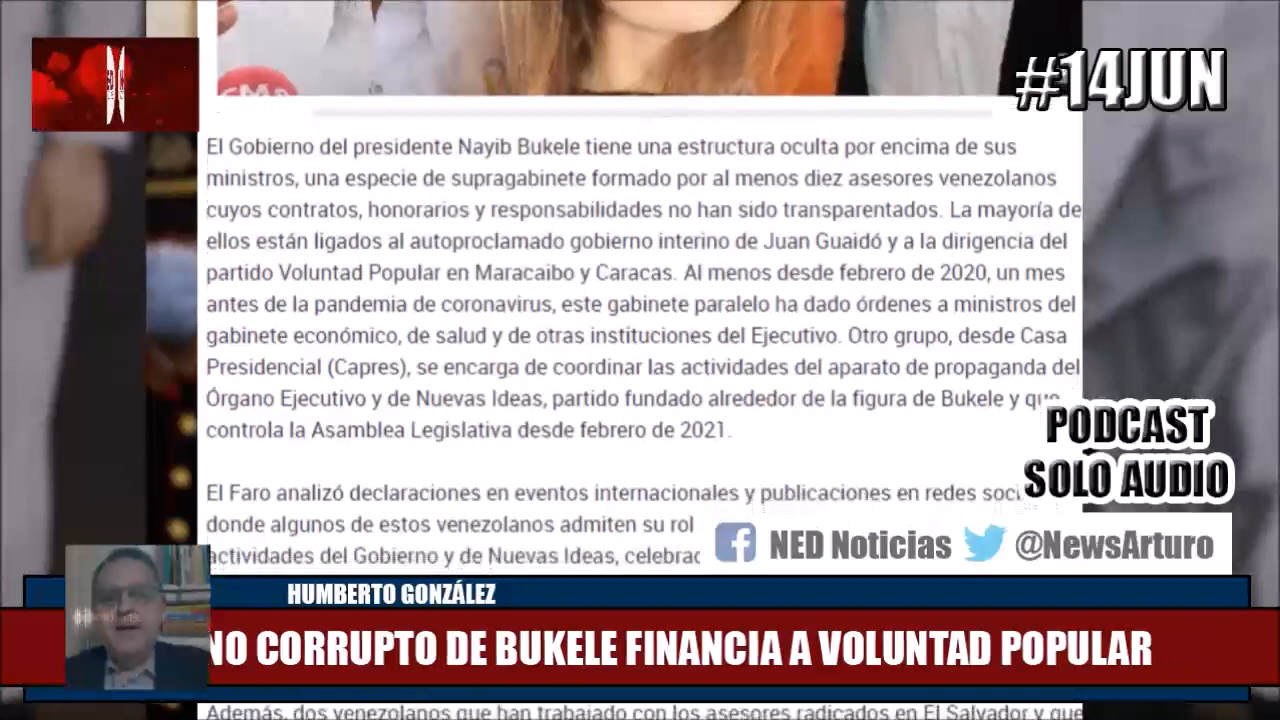 #14JUN
El Gobierno del presidente Nayib Bukele tiene una estructura oculta por encima de sus
ministros, una especie de supragabinete formado por al menos diez asesores venezolanos
cuyos contratos, honorarios y responsabilidades no han sido transparentados. La mayoría de
ellos están ligados al autoproclamado gobierno interino de Juan Guaidó y a la dirigencia del
partido Voluntad Popular en Maracaibo y Caracas. Al menos desde febrero de 2020, un mes
antes de la pandemia de coronavirus, este gabinete paralelo ha dado órdenes a ministros del
gabinete económico, de salud y de otras instituciones del Ejecutivo. Otro grupo, desde Casa
Presidencial (Capres), se encarga de coordinar las actividades del aparato de propaganda del
Órgano Ejecutivo y de Nuevas Ideas, partido fundado alrededor de la figura de Bukele y que
controla la Asamblea Legislativa desde febrero de 2021.
PODCAST
SOLO AUDIO
El Faro analizó declaraciones en eventos internacionales y publicaciones en redes soci
donde algunos de estos venezolanos admiten su rol
actividades del Gobierno y de Nuevas Ideas, celebrac
NED Noticias @NewsArturo
HUMBERTO GONZÁLEZ
NO CORRUPTO DE BUKELE FINANCIA A VOLUNTAD POPULAR
Además, dos venezolanos que han trabajado con los asesores radicados en El Salvador y que